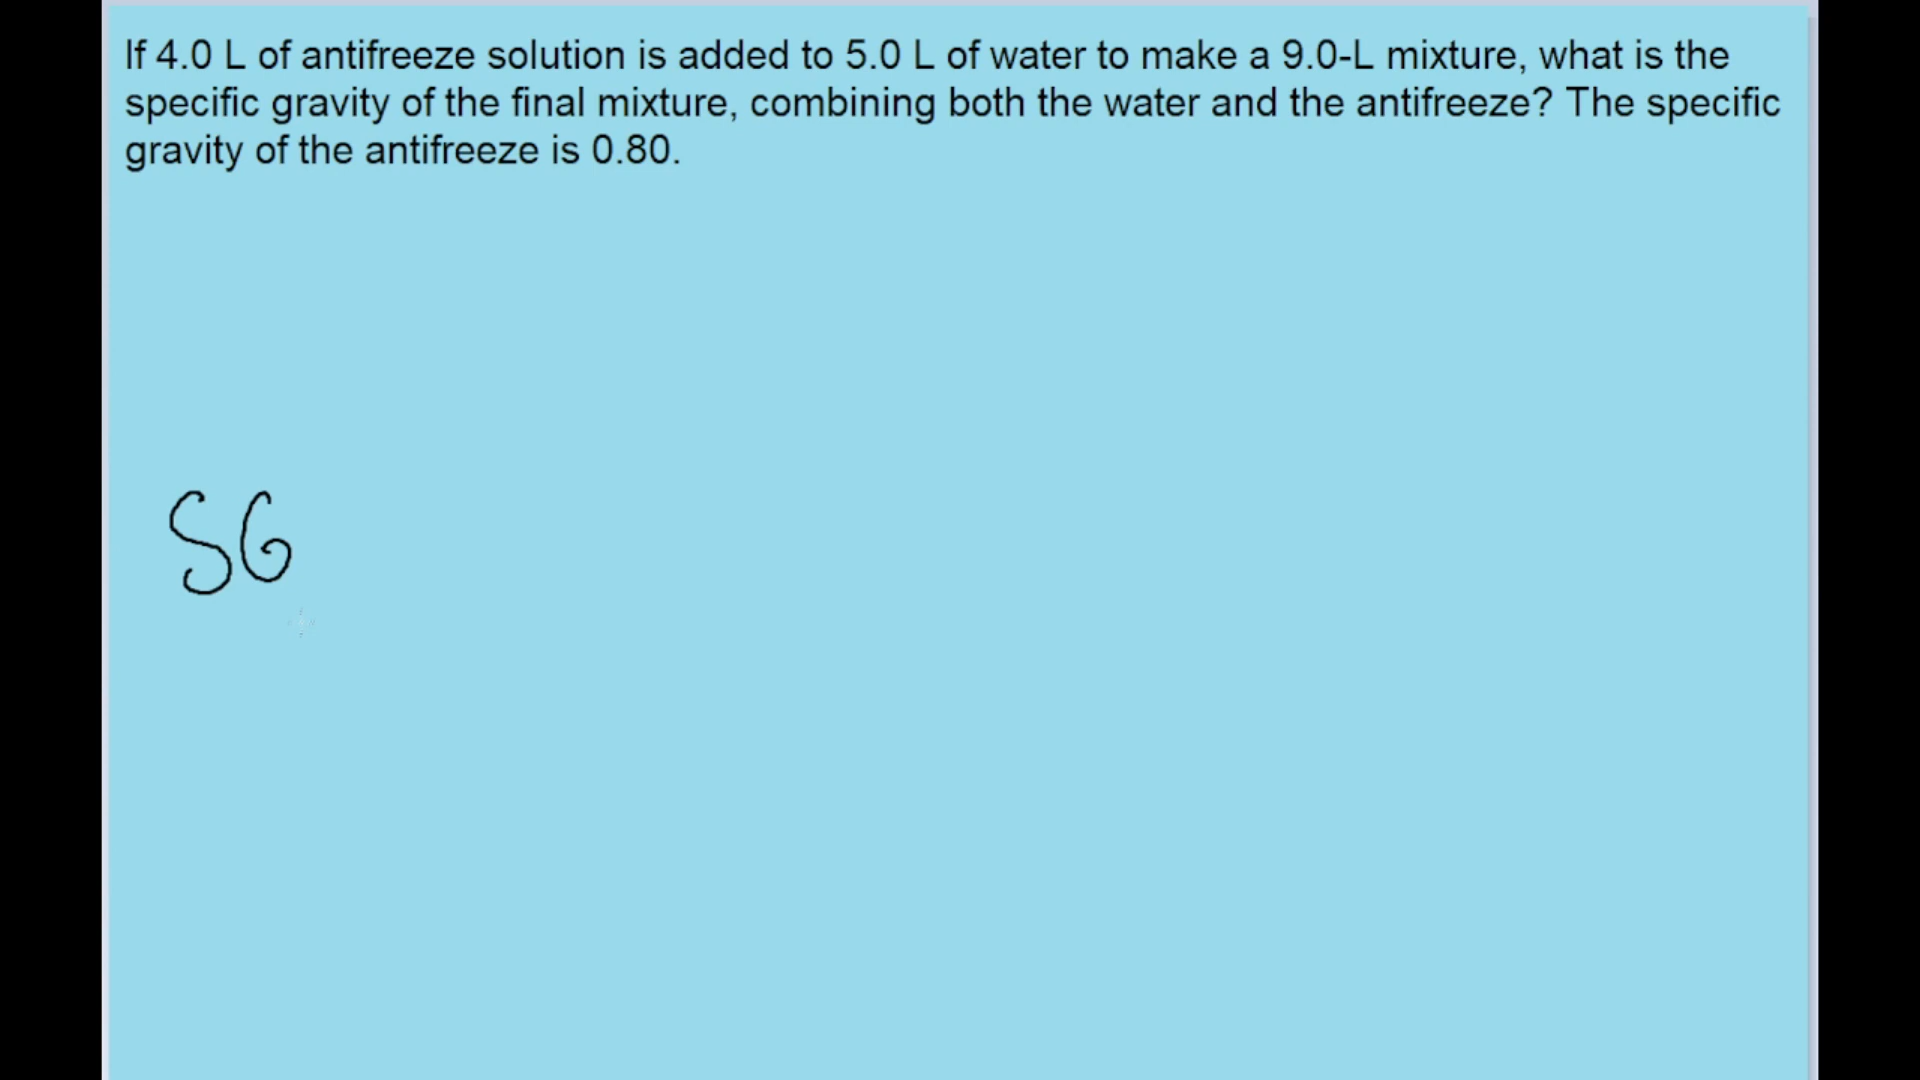 If 4.0 L of antifreeze solution is added to 5.0 L of water to make a 9.0-L mixture, what is the
specific gravity of the final mixture, combining both the water and the antifreeze? The specific
gravity of the antifreeze is 0.80.
SG